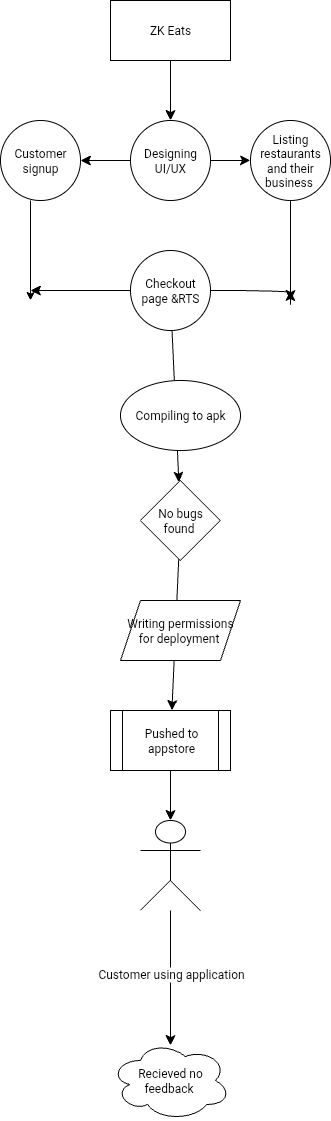 ZK Eats
Customer
signup
Designing
UI/UX
Listing
restaurants
and their
business
Checkout
page &RTS
Compiling to apk
No bugs
found
Writing permissions
for deployment
Pushed to
appstore
Customer using application
Recieved no
feedback